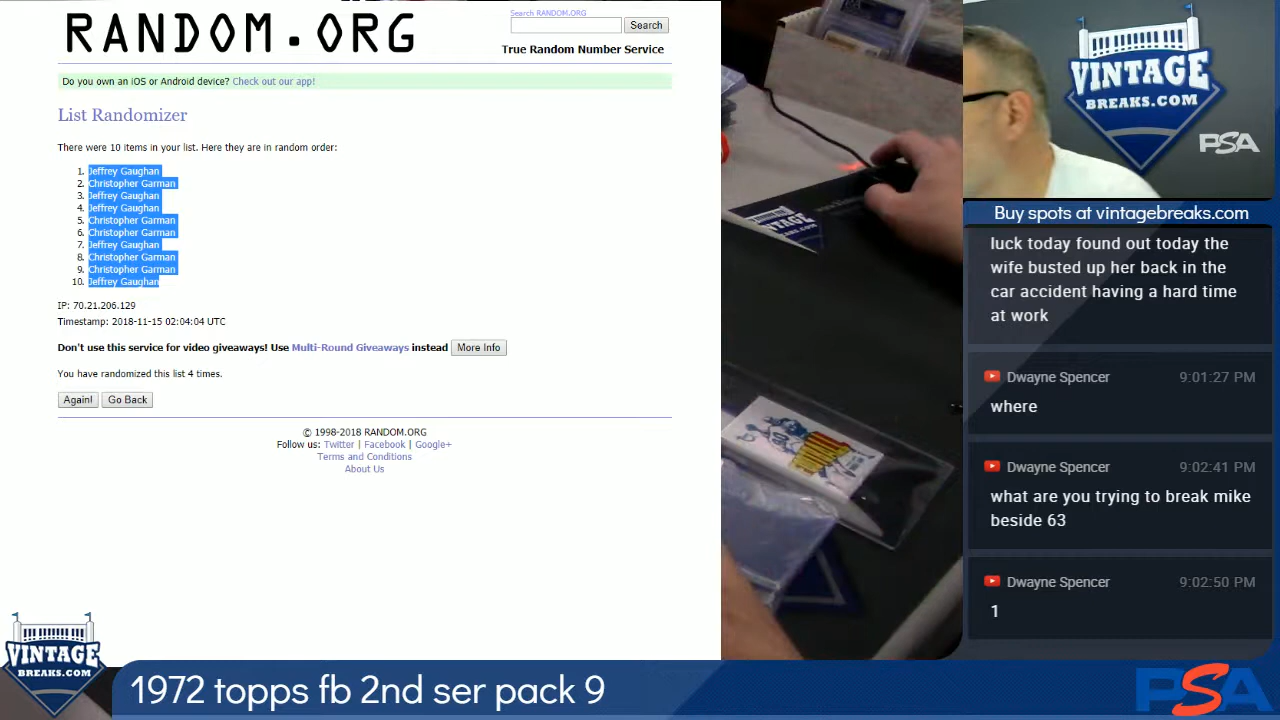 RANDOM.ORG
Search RANDOM.ORG
Search
True Random Number Service
Do you own an iOS or Android device? Check out our app!
List Randomizer
There were 10 items in your list. Here they are in random order:
1. Jeffrey Gaughan
2. Christopher Garman
3. Jeffrey Gaughan
4. Jeffrey Gaughan
5. Christopher Garman
6. Christopher Garman
7. Jeffrey Gaughan
8. Christopher Garman
9. Christopher Garman
10. Jeffrey Gaughan
IP: 70.21.206.129
Timestamp: 2018-11-15 02:04:04 UTC
Don't use this service for video giveaways! Use Multi-Round Giveaways instead More Info
You have randomized this list 4 times.
Again! Go Back
© 1998-2018 RANDOM.ORG
Follow us: Twitter | Facebook | Google+
Terms and Conditions
About Us
VINTAGE
VINTAGE
BREAKS.COM
PSA
Buy spots at vintagebreaks.com
luck today found out today the
wife busted up her back in the
car accident having a hard time
at work
Dwayne Spencer 9:01:27 PM
where
Dwayne Spencer 9:02:41 PM
what are you trying to break mike
beside 63
Dwayne Spencer 9:02:50 PM
1
VINTAGE
BREAKS.COM
1972 topps fb 2nd ser pack 9
PSA